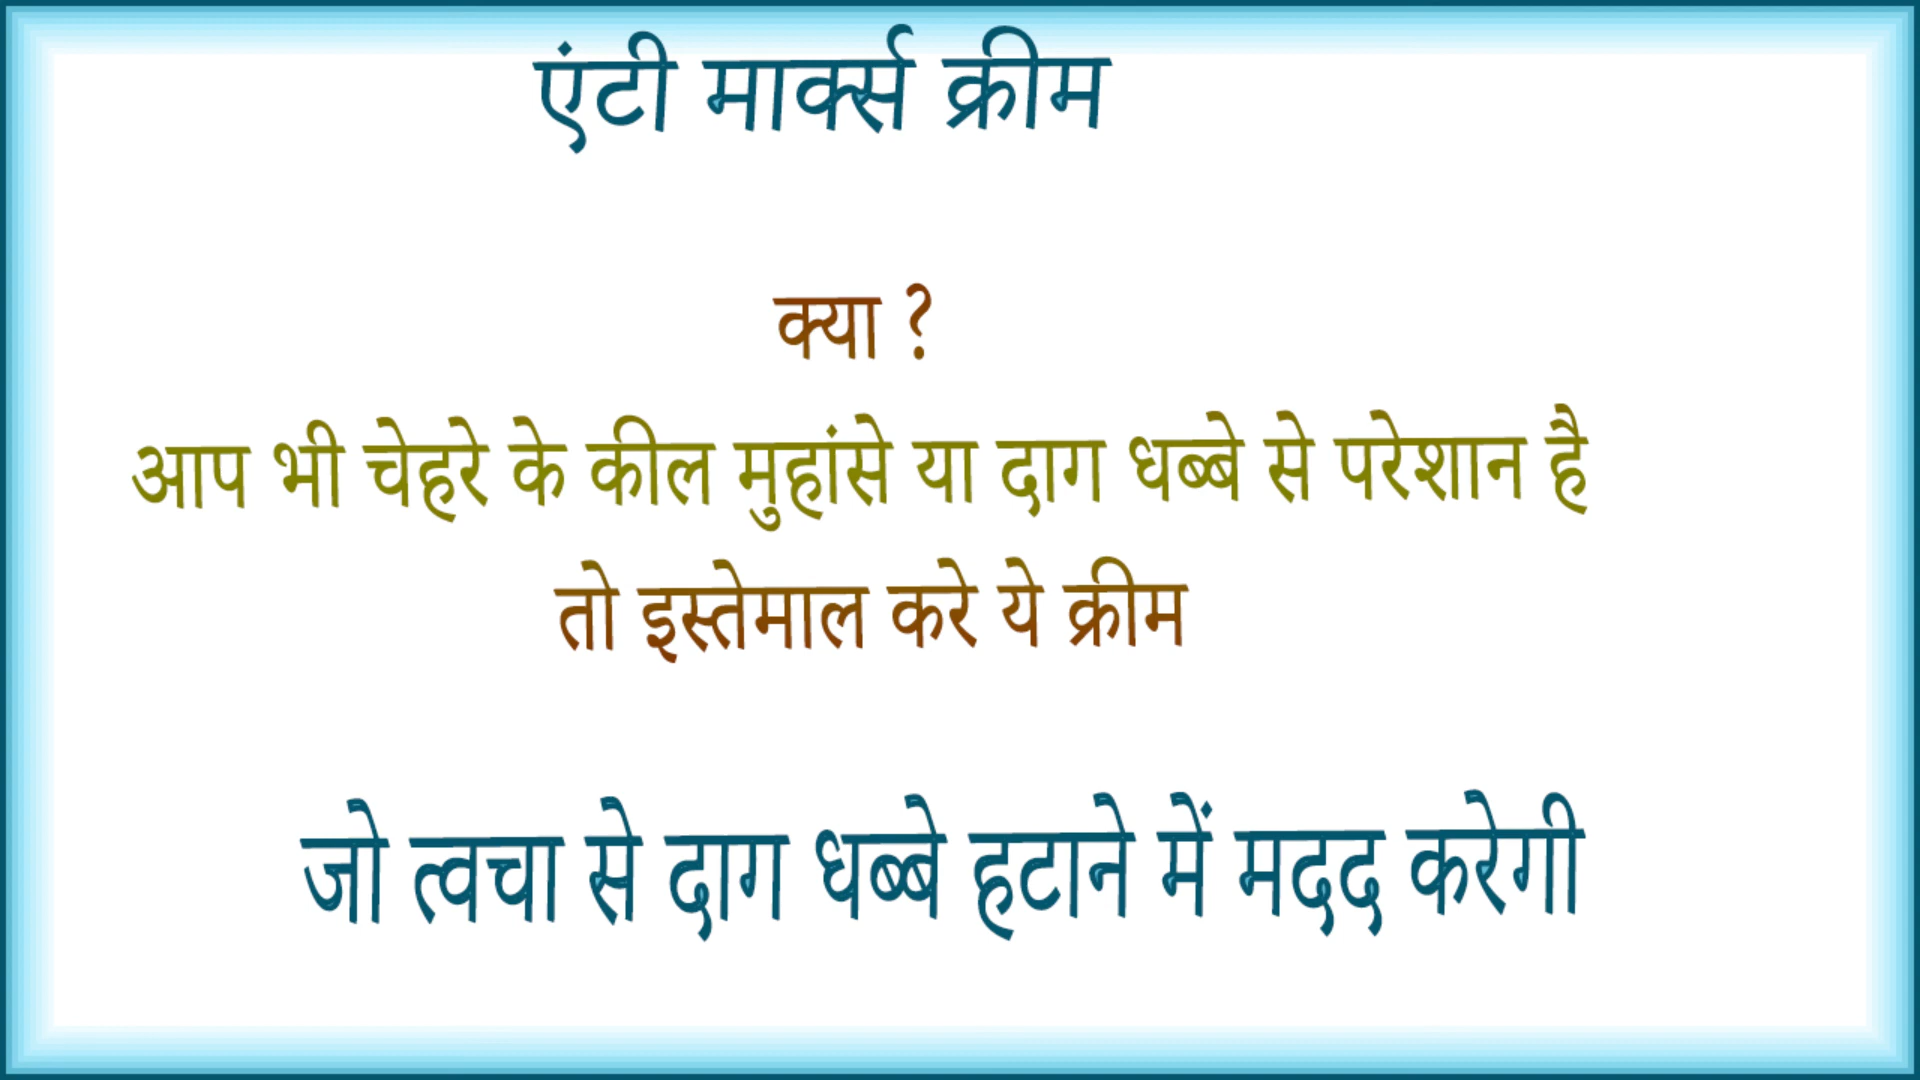 एंटी मार्क्स क्रीम
क्या ?
आप भी चेहरे के कील मुहांसे या दाग धब्बे से परेशान है
तो इस्तेमाल करे ये क्रीम
जो त्वचा से दाग धब्बे हटाने में मदद करेगी